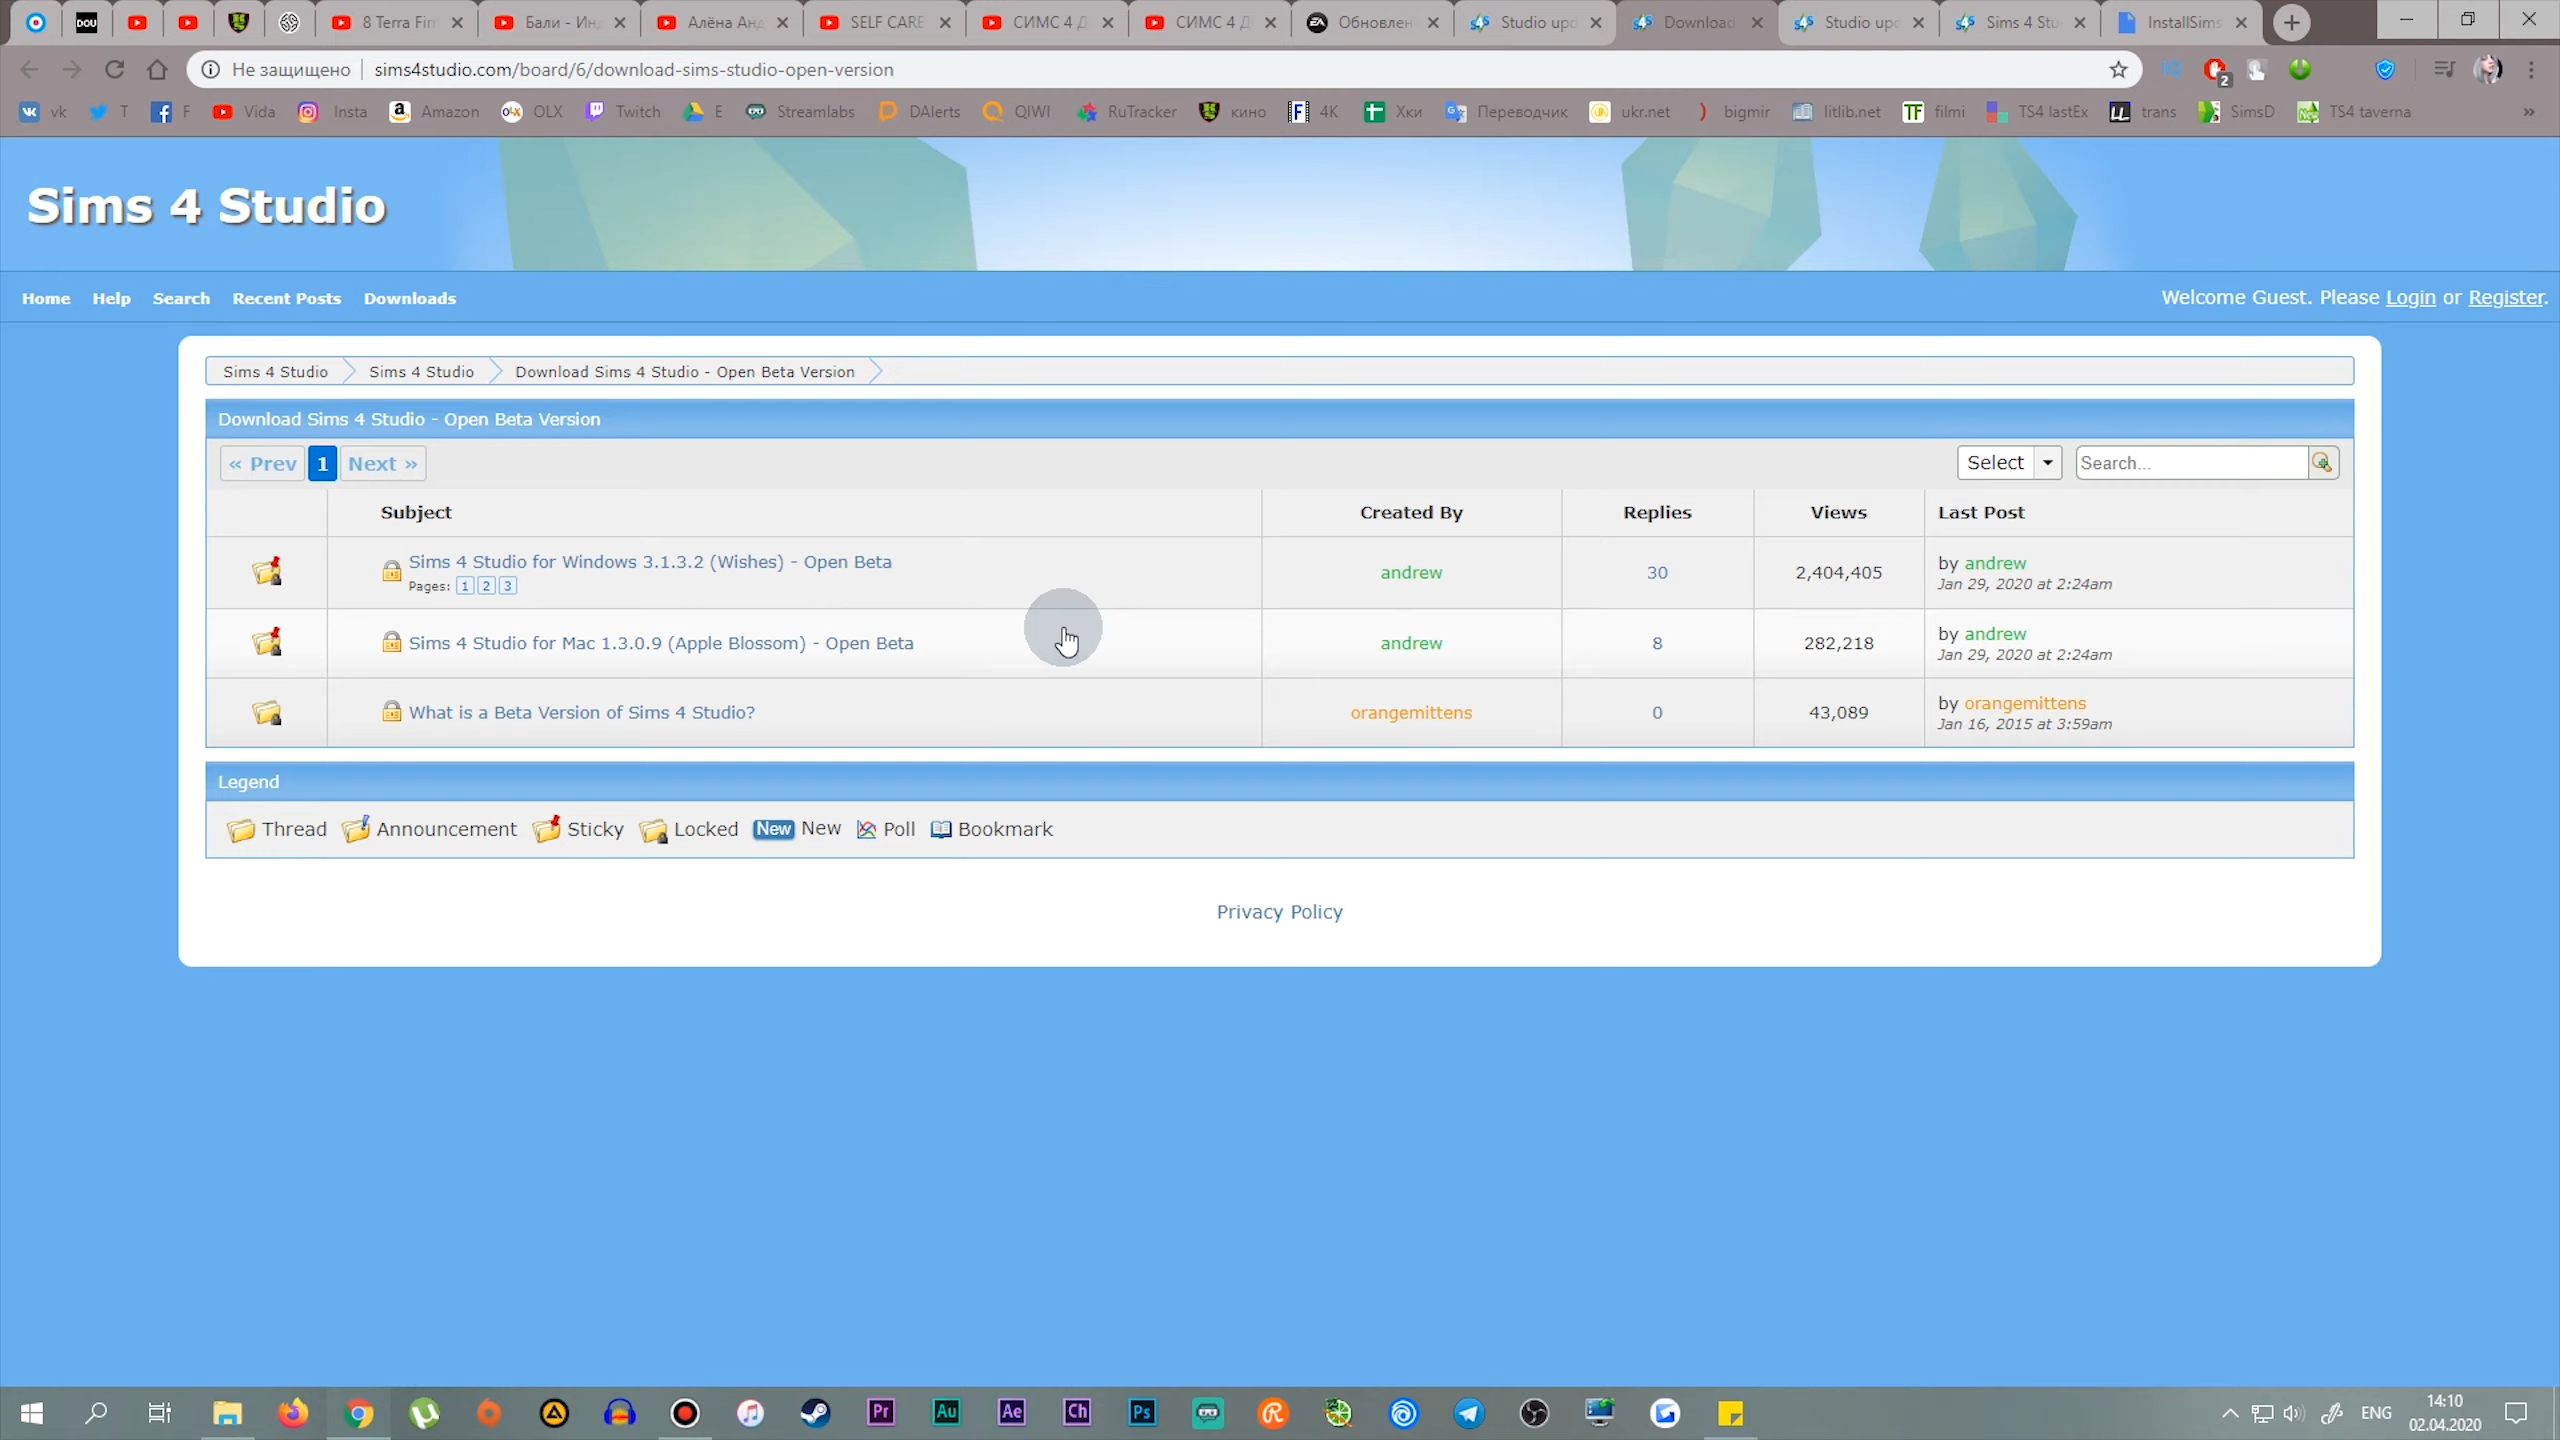 DOU
8 Terra Fir
Бали - Инд
Алёна Анд
SELF CARE
СИМС 4 Д
СИМС 4 Д
Обновлен
Studio upd
Download
Studio upd
Sims 4 Stu
InstallSims
Не защищено | sims4studio.com/board/6/download-sims-studio-open-version
2
vk
T
F
Vida
Insta
Amazon
OLX
Twitch
E
Streamlabs
DAlerts
QIWI
RuTracker
кино
4K
Хки
Переводчик
ukr.net
bigmir
litlib.net
TF filmi
TS4 lastEx
trans
SimsD
TS4 taverna
»
Sims 4 Studio
Home Help Search Recent Posts Downloads
Welcome Guest. Please Login or Register.
Sims 4 Studio Sims 4 Studio Download Sims 4 Studio - Open Beta Version
Download Sims 4 Studio - Open Beta Version
« Prev 1 Next »
Select Search...
Subject Created By Replies Views Last Post
Sims 4 Studio for Windows 3.1.3.2 (Wishes) - Open Beta
Pages: 1 2 3
andrew 30 2,404,405
by andrew
Jan 29, 2020 at 2:24am
Sims 4 Studio for Mac 1.3.0.9 (Apple Blossom) - Open Beta
andrew 8 282,218
by andrew
Jan 29, 2020 at 2:24am
What is a Beta Version of Sims 4 Studio?
orangemittens 0 43,089
by orangemittens
Jan 16, 2015 at 3:59am
Legend
Thread Announcement Sticky Locked New New Poll Bookmark
Privacy Policy
Pr Au Ae Ch Ps
ENG
14:10
02.04.2020